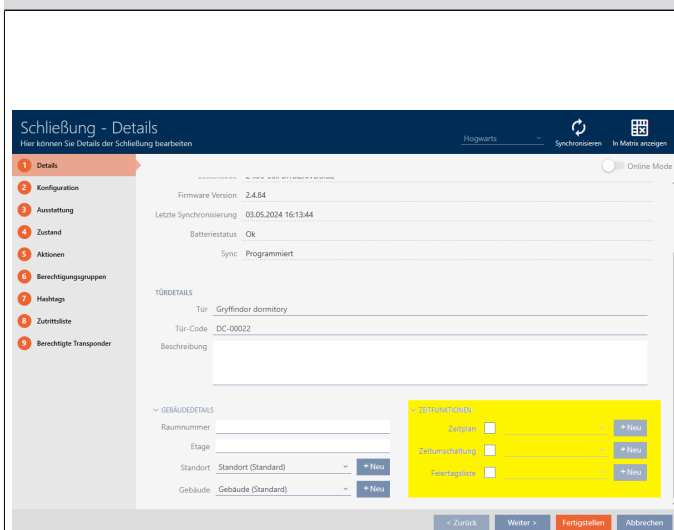 Schließung - Details
Hier können Sie Details der Schließung bearbeiten
Hogwarts
Synchronisieren
In Matrix anzeigen
1 Details
2 Konfiguration
3 Ausstattung
4 Zustand
5 Aktionen
6 Berechtigungsgruppen
7 Hashtags
8 Zutrittsliste
9 Berechtigte Transponder
Online Mode
Firmware Version 2.4.84
Letzte Synchronisierung 03.05.2024 16:13:44
Batteriestatus Ok
Sync Programmiert
TÜRDETAILS
Tür Gryffindor dormitory
Tür-Code DC-00022
Beschreibung
GEBÄUDEDETAILS
Raumnummer
Etage
Standort Standort (Standard) + Neu
Gebäude Gebäude (Standard) + Neu
ZEITFUNKTIONEN
Zeitplan + Neu
Zeitumschaltung + Neu
Feiertagsliste + Neu
< Zurück
Weiter >
Fertigstellen
Abbrechen